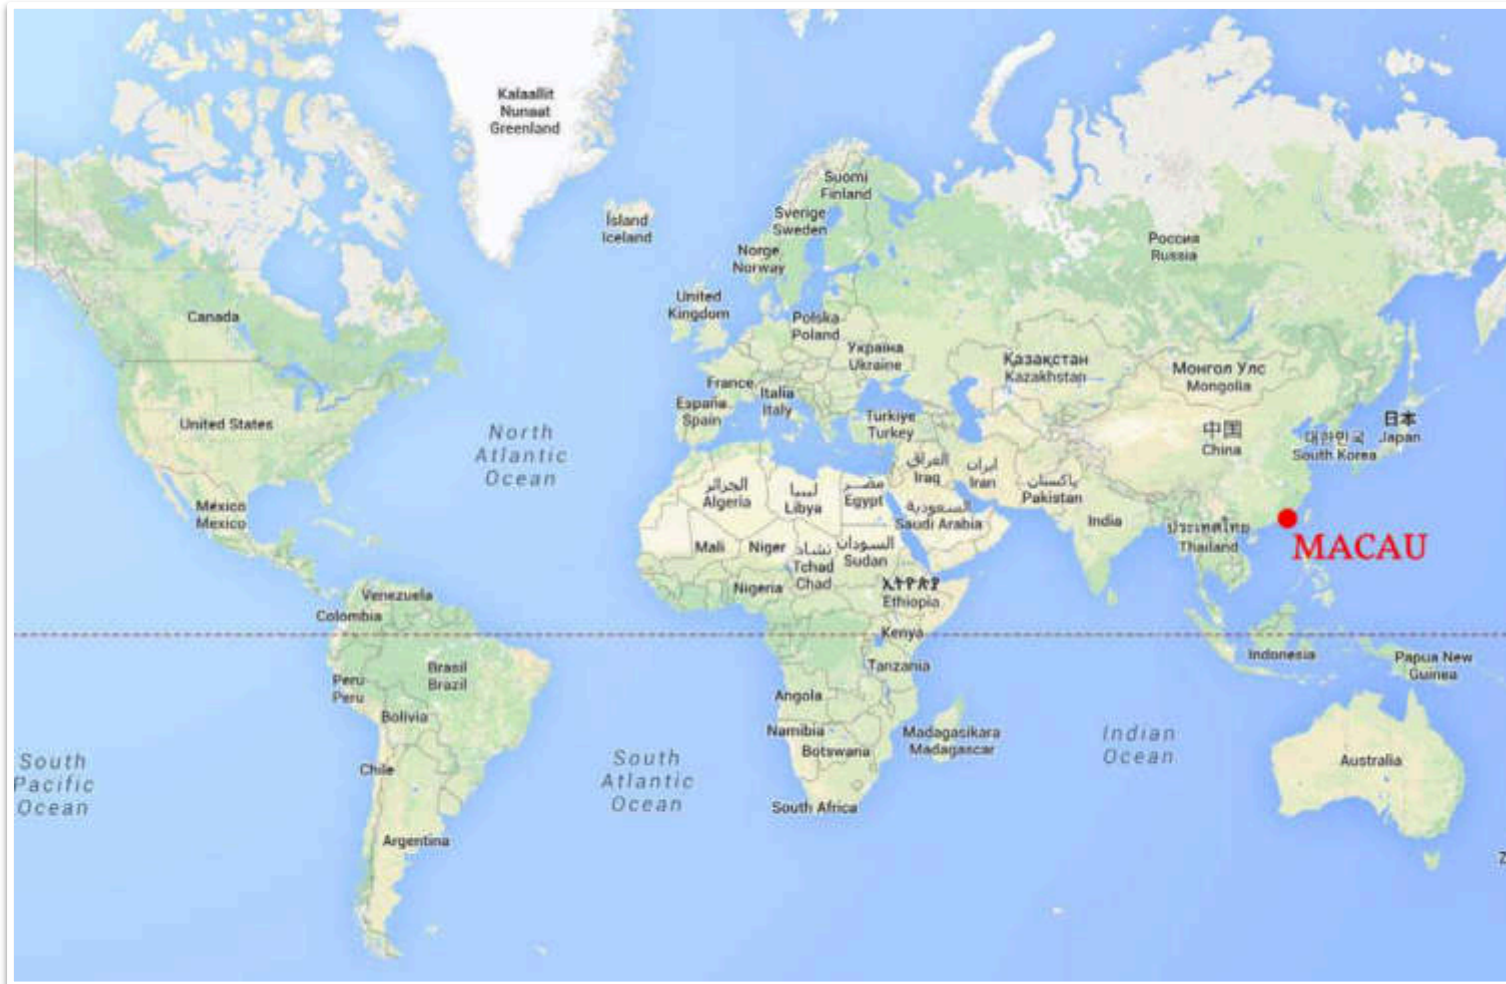 Kalaallit
Nunaat
Greenland
Suomi
Finland
Ísland
Iceland
Sverige
Sweden
Norge
Norway
Россия
Russia
United
Kingdom
Canada
Polska
Poland
Україна
Ukraine
Қазақстан
Kazakhstan
Монгол Улс
Mongolia
France
Italia
Italy
España
Spain
United States
Türkiye
Turkey
中国
China
日本
Japan
대한민국
South Korea
North
Atlantic
Ocean
العراق
Iraq
ایران
Iran
پاکستان
Pakistan
الجزائر
Algeria
ليبيا
Libya
مصر
Egypt
السعودية
Saudi Arabia
México
Mexico
India
ประเทศไทย
Thailand
MACAU
Mali
Niger
تشاد
Tchad
Chad
السودان
Sudan
Nigeria
ኢትዮጵያ
Ethiopia
Venezuela
Colombia
Kenya
Indonesia
Papua New
Guinea
Brasil
Brazil
Perú
Peru
Tanzania
Angola
Bolivia
Namibia
Botswana
Madagasikara
Madagascar
Indian
Ocean
South
Pacific
Ocean
South
Atlantic
Ocean
Chile
Australia
South Africa
Argentina